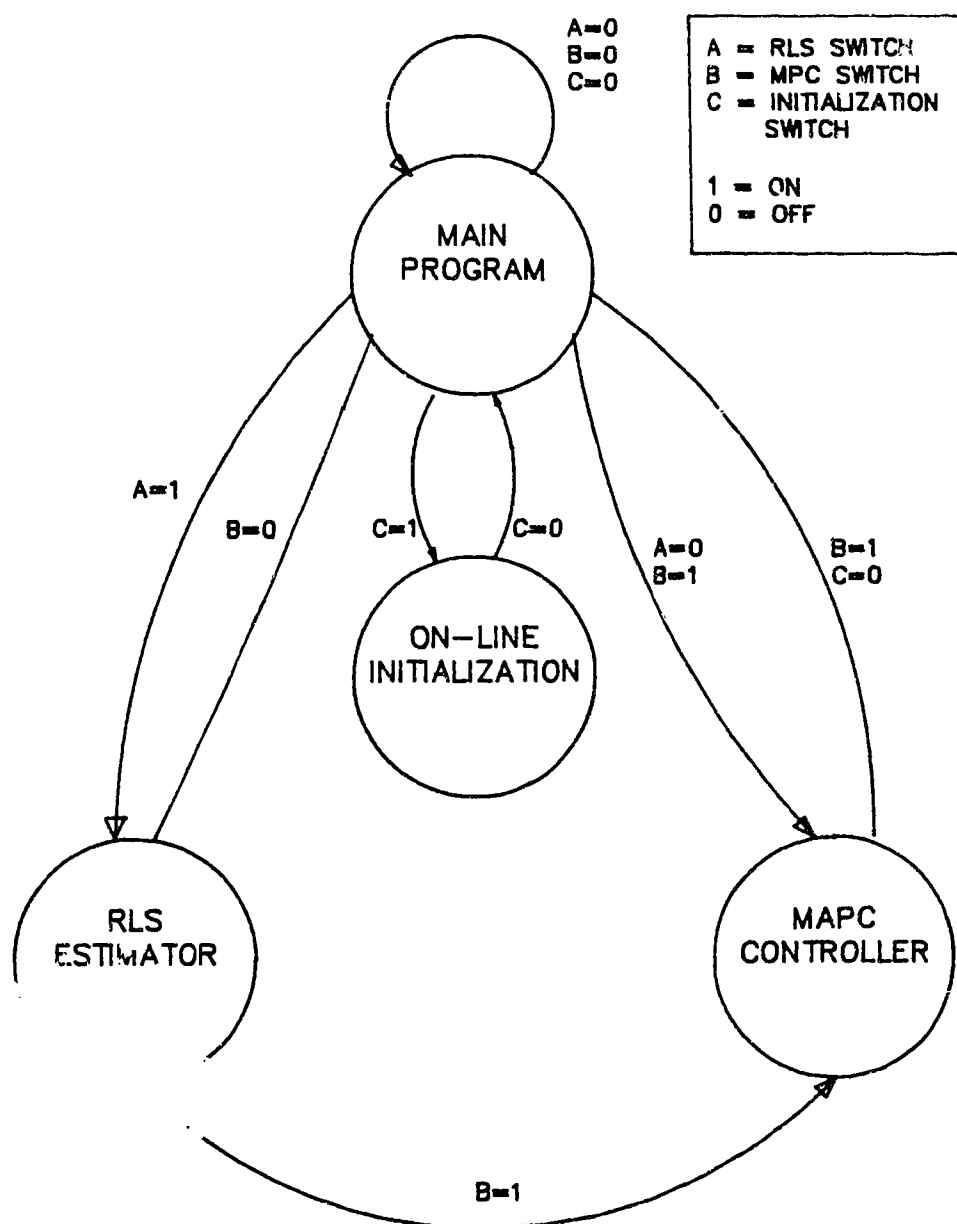 A=0
B=0
C=0
A = RLS SWITCH
B = MPC SWITCH
C = INITIALIZATION
SWITCH
1 = ON
0 = OFF
MAIN
PROGRAM
A=1
B=0
C=1
C=0
A=0
B=1
B=1
C=0
ON-LINE
INITIALIZATION
RLS
ESTIMATOR
MAPC
CONTROLLER
B=1